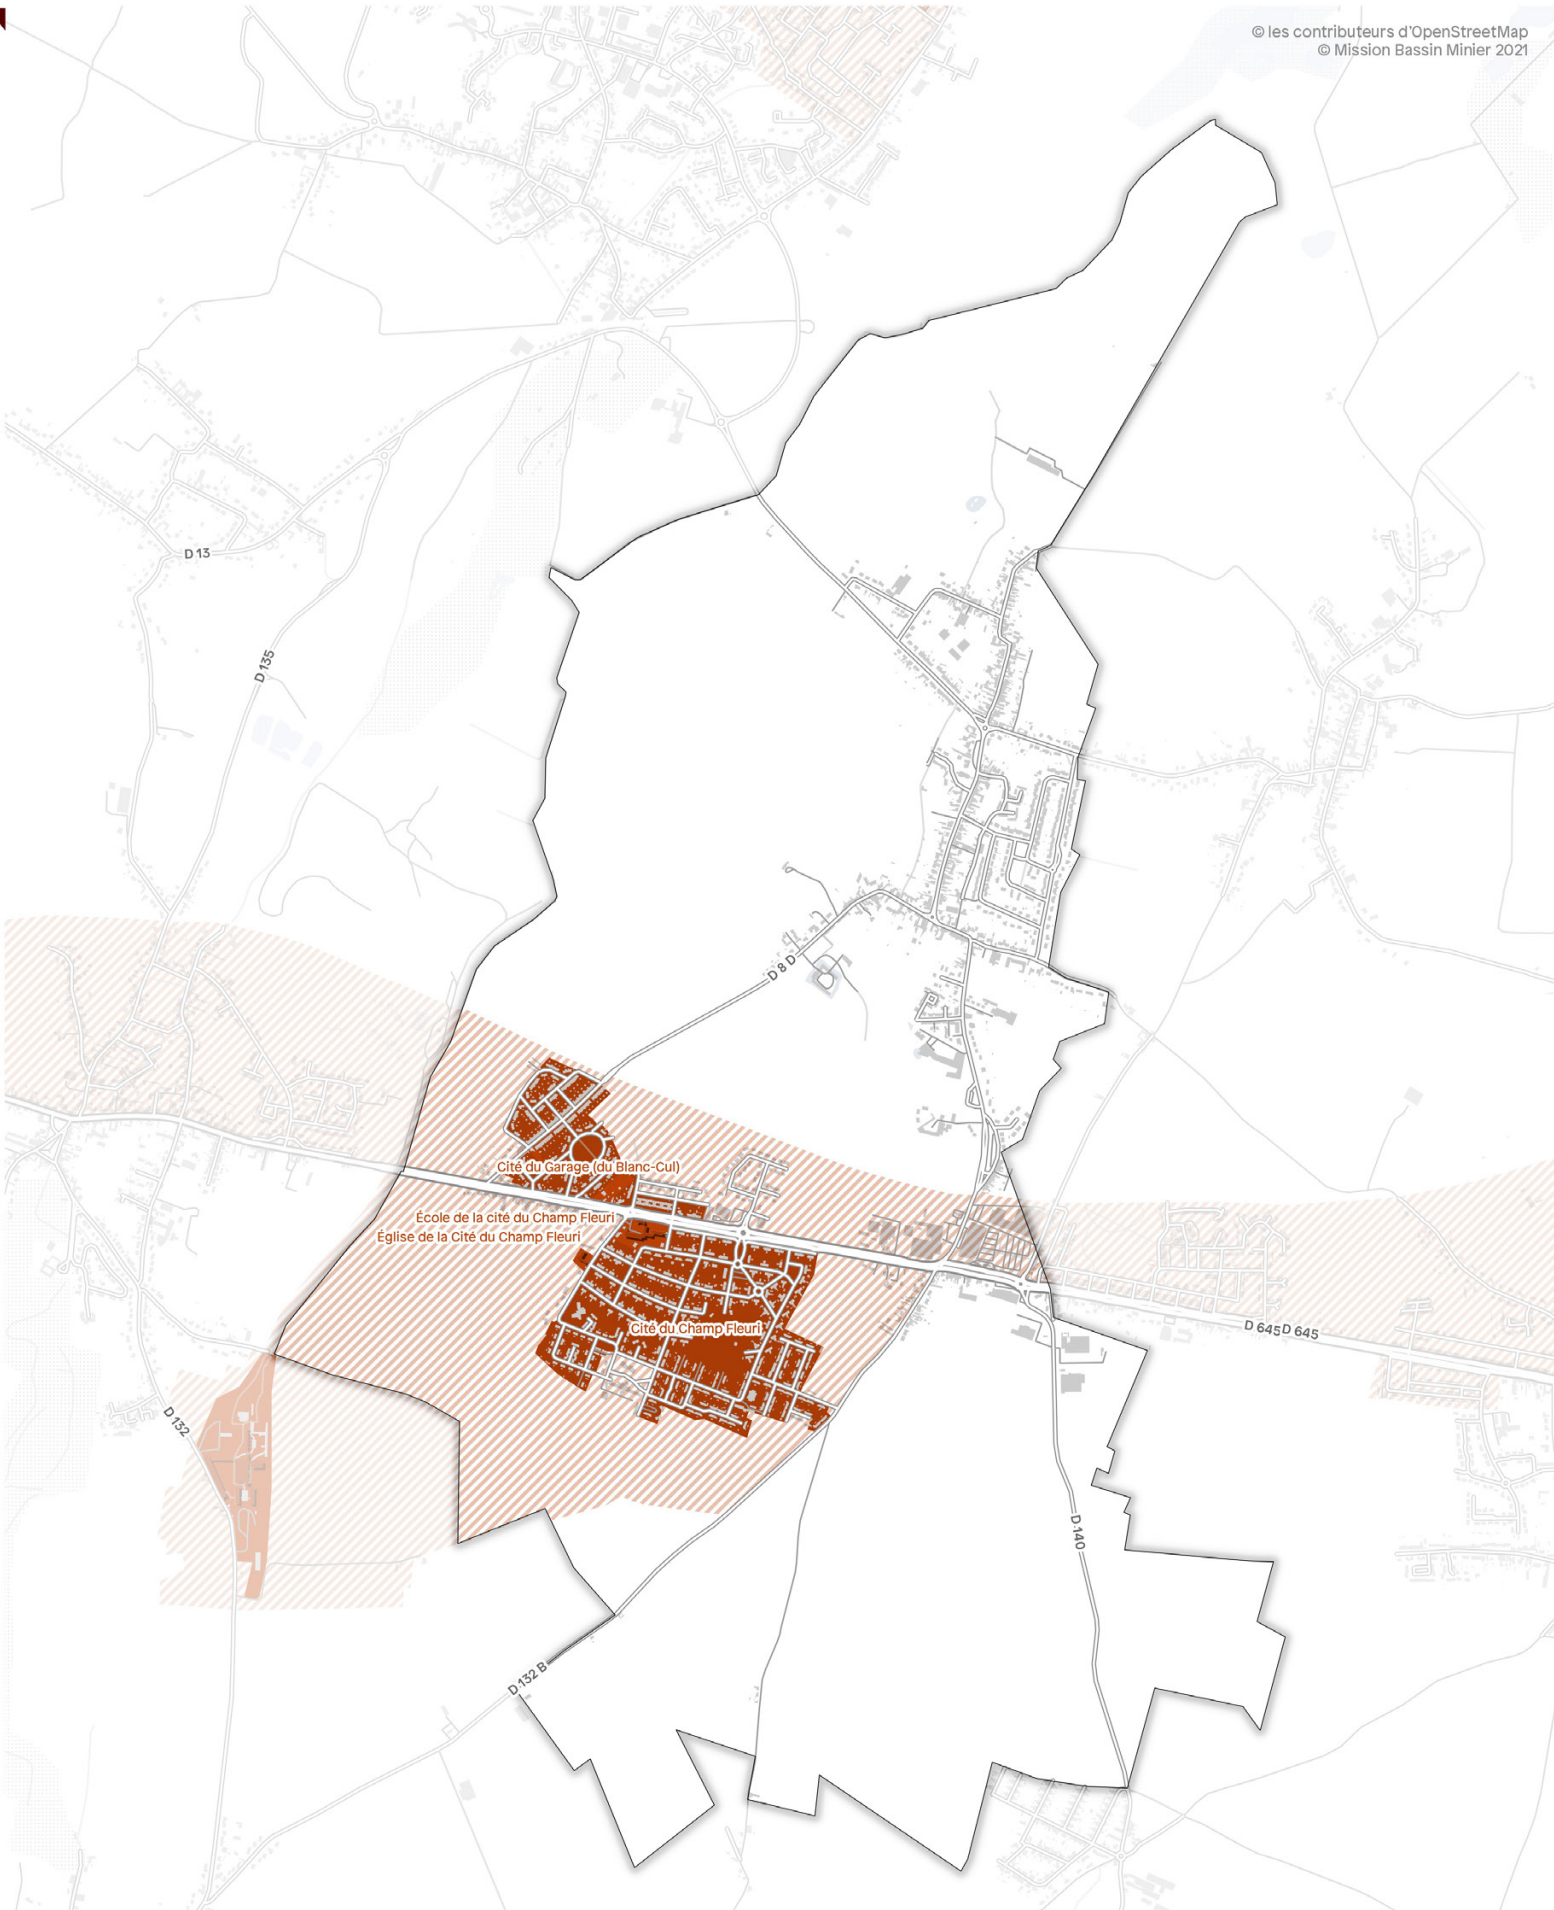 © les contributeurs d'OpenStreetMap
© Mission Bassin Minier 2021
D 13
D 135
D 8 D
Cité du Garage (du Blanc-Cul)
École de la cité du Champ Fleuri
Église de la Cité du Champ Fleuri
Cité du Champ Fleuri
D 645
D 645
D 132
D 140
D 132 B